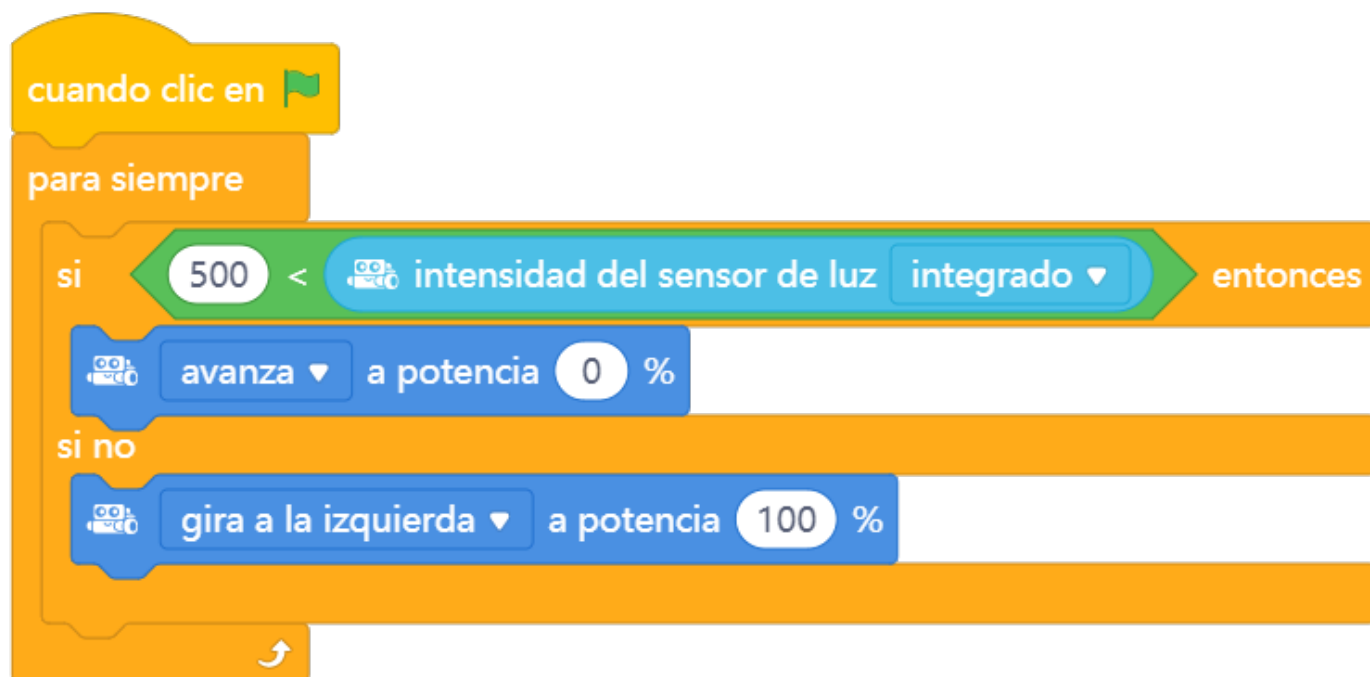 cuando clic en
para siempre
si 500 < intensidad del sensor de luz integrado entonces
avanza a potencia 0 %
si no
gira a la izquierda a potencia 100 %